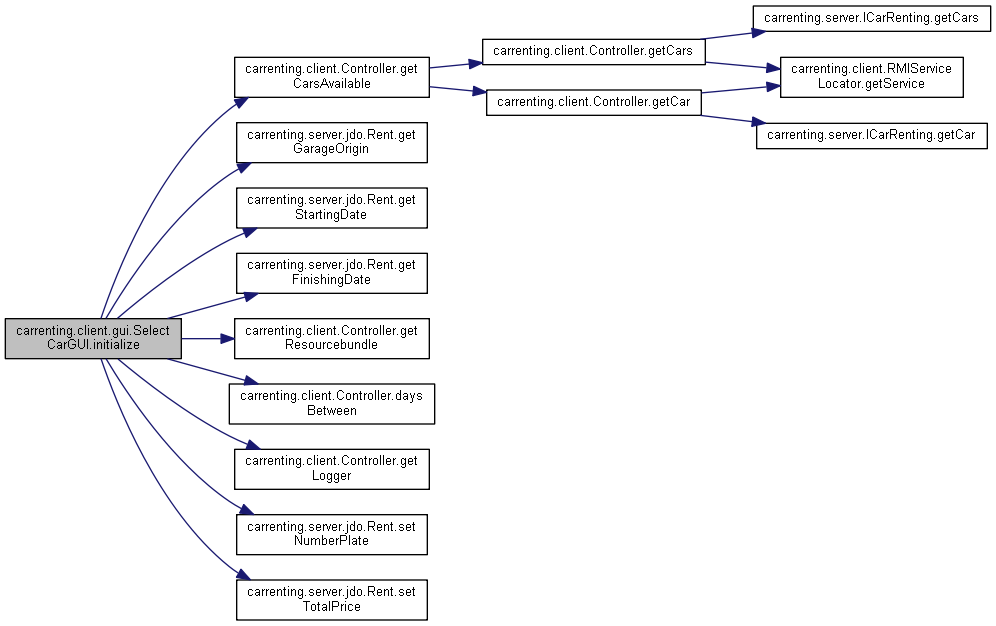 carrenting.client.gui.Select
CarGUI.initialize
carrenting.client.Controller.get
CarsAvailable
carrenting.client.Controller.getCars
carrenting.server.ICarRenting.getCars
carrenting.client.RMIService
Locator.getService
carrenting.client.Controller.getCar
carrenting.server.ICarRenting.getCar
carrenting.server.jdo.Rent.get
GarageOrigin
carrenting.server.jdo.Rent.get
StartingDate
carrenting.server.jdo.Rent.get
FinishingDate
carrenting.client.Controller.get
Resourcebundle
carrenting.client.Controller.days
Between
carrenting.client.Controller.get
Logger
carrenting.server.jdo.Rent.set
NumberPlate
carrenting.server.jdo.Rent.set
TotalPrice